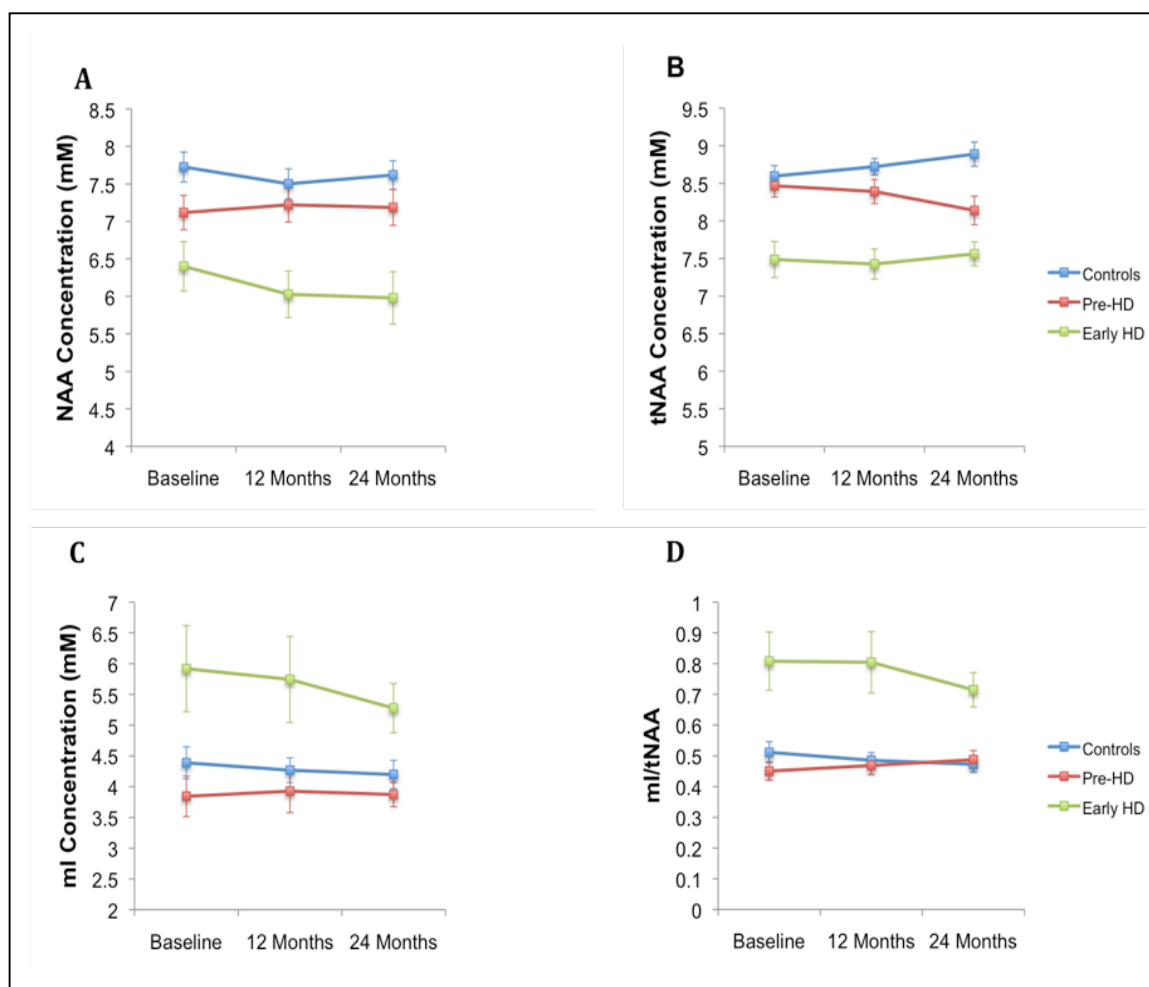 A
NAA Concentration (mM)
8.5
8
7.5
7
6.5
6
5.5
5
4.5
4
Baseline 12 Months 24 Months
B
tNAA Concentration (mM)
9.5
9
8.5
8
7.5
7
6.5
6
5.5
5
Baseline 12 Months 24 Months
Controls
Pre-HD
Early HD
C
mI Concentration (mM)
7
6.5
6
5.5
5
4.5
4
3.5
3
2.5
2
Baseline 12 Months 24 Months
D
mI/tNAA
1
0.9
0.8
0.7
0.6
0.5
0.4
0.3
0.2
0.1
0
Baseline 12 Months 24 Months
Controls
Pre-HD
Early HD